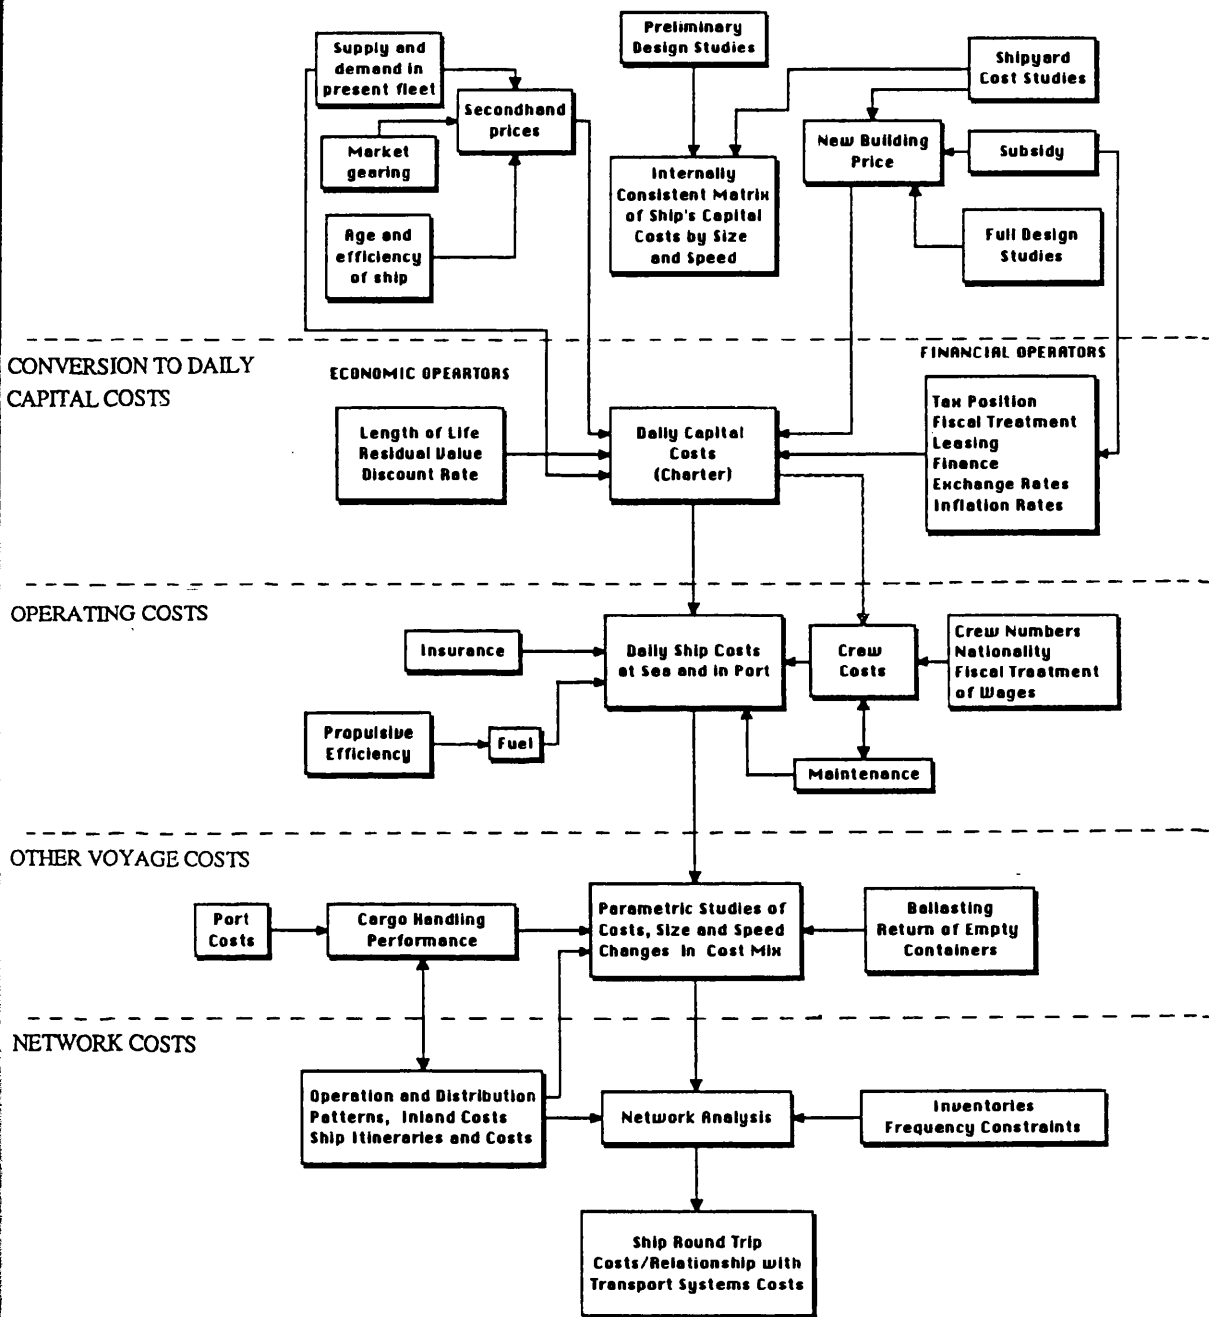 Supply and
demand in
present fleet
Preliminary
Design Studies
Shipyard
Cost Studies
Secondhand
prices
Market
gearing
New Building
Price
Subsidy
Internally
Consistent Matrix
of Ship's Capital
Costs by Size
and Speed
Age and
efficiency
of ship
Full Design
Studies
CONVERSION TO DAILY
CAPITAL COSTS
ECONOMIC OPEARTORS
FINANCIAL OPERATORS
Length of Life
Residual Value
Discount Rate
Daily Capital
Costs
(Charter)
Tax Position
Fiscal Treatment
Leasing
Finance
Exchange Rates
Inflation Rates
OPERATING COSTS
Insurance
Daily Ship Costs
at Sea and in Port
Crew
Costs
Crew Numbers
Nationality
Fiscal Treatment
of Wages
Propulsive
Efficiency
Fuel
Maintenance
OTHER VOYAGE COSTS
Port
Costs
Cargo Handling
Performance
Parametric Studies of
Costs, Size and Speed
Changes in Cost Mix
Ballasting
Return of Empty
Containers
NETWORK COSTS
Operation and Distribution
Patterns, Inland Costs
Ship Itineraries and Costs
Network Analysis
Inventories
Frequency Constraints
Ship Round Trip
Costs/Relationship with
Transport Systems Costs